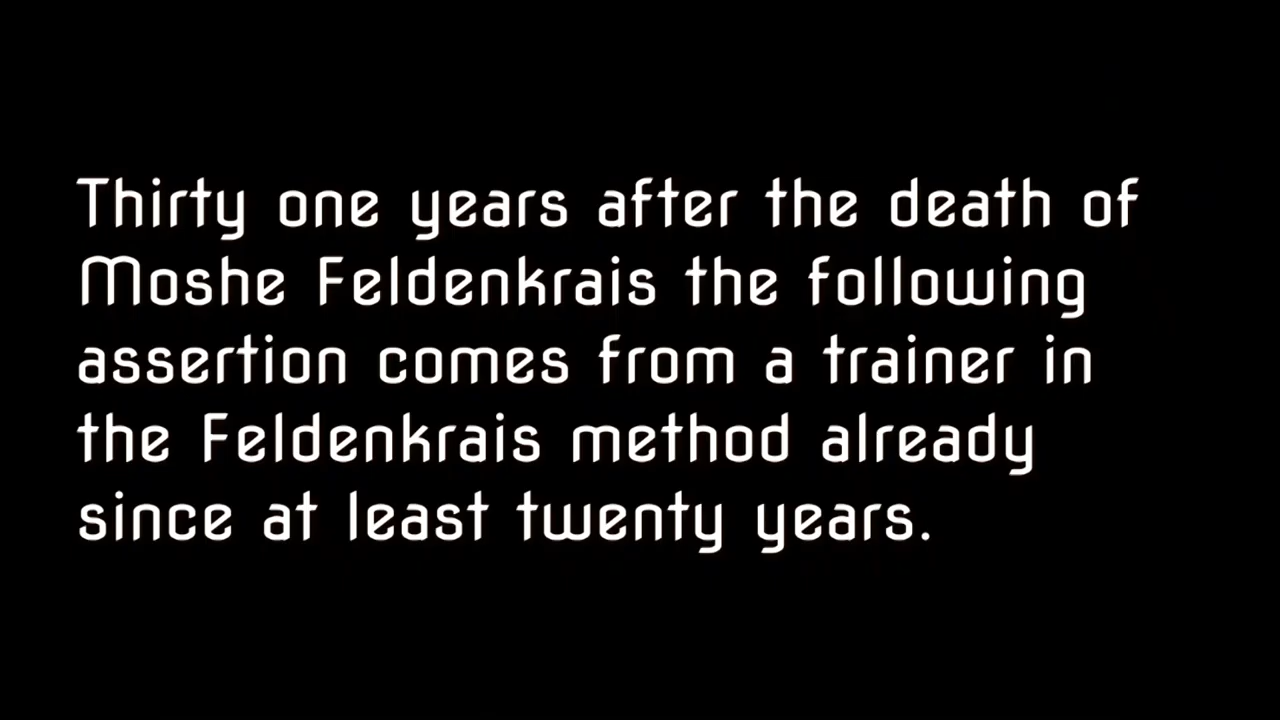 Thirty one years after the death of
Moshe Feldenkrais the following
assertion comes from a trainer in
the Feldenkrais method already
since at least twenty years.